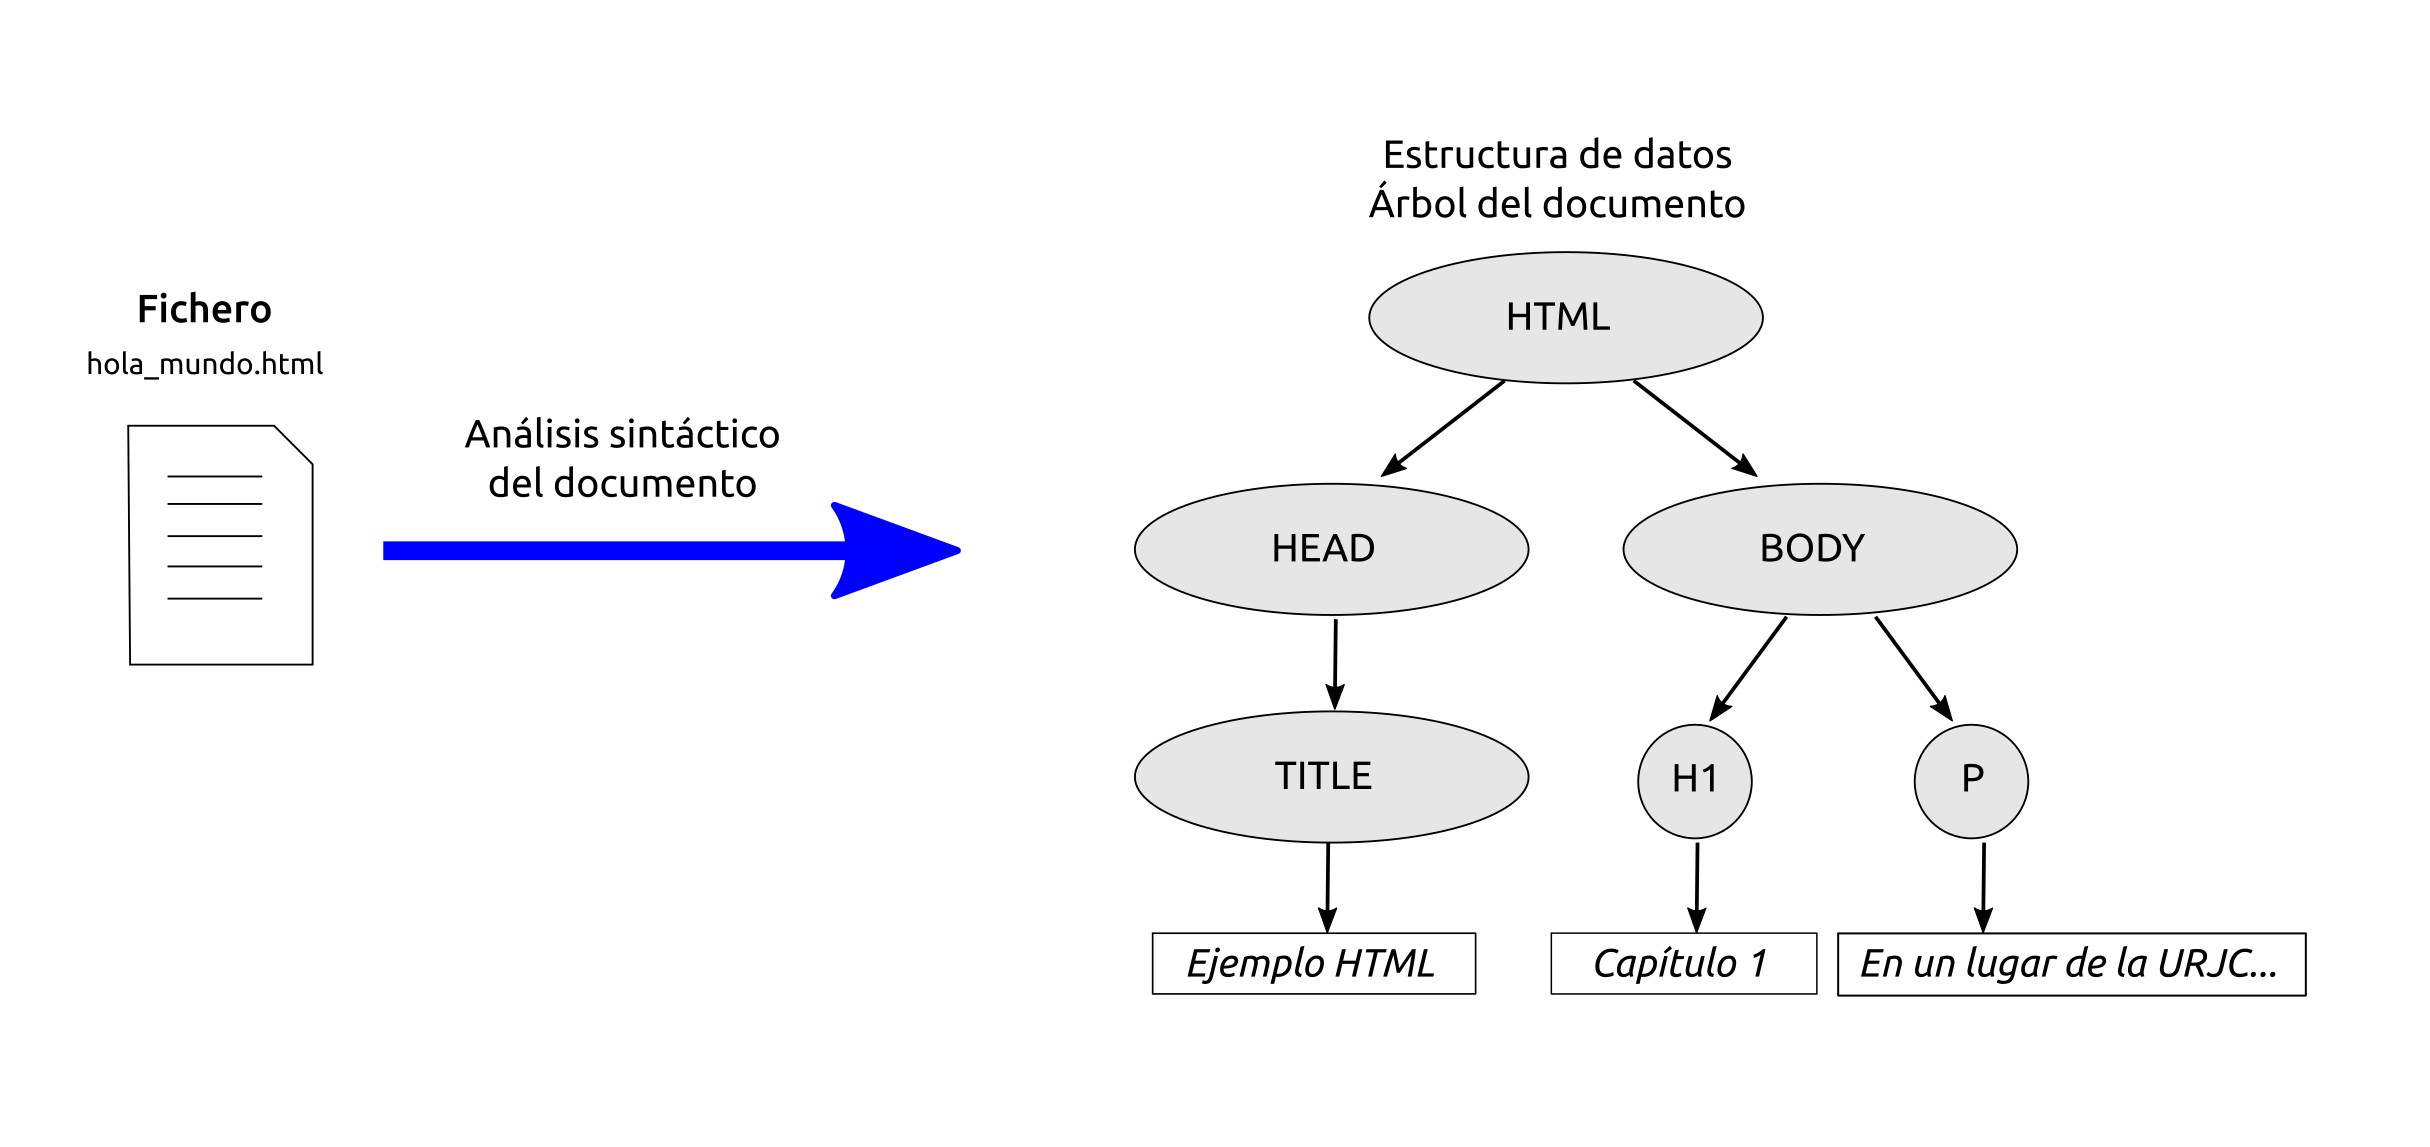 Fichero
hola_mundo.html
Análisis sintáctico
del documento
Estructura de datos
Árbol del documento
HTML
HEAD
BODY
TITLE
H1
P
Ejemplo HTML
Capítulo 1
En un lugar de la URJC...